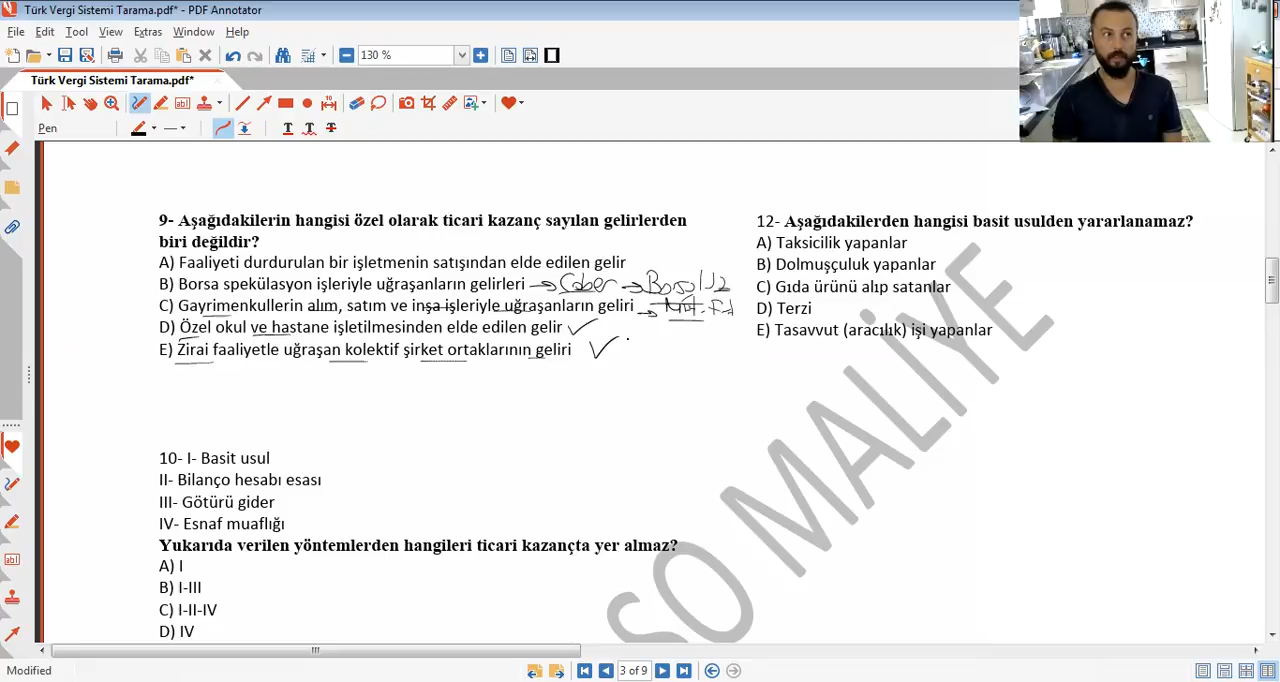 Türk Vergi Sistemi Tarama.pdf* - PDF Annotator
File Edit Tool View Extras Window Help
130 %
Türk Vergi Sistemi Tarama.pdf*
Pen
9- Aşağıdakilerin hangisi özel olarak ticari kazanç sayılan gelirlerden
biri değildir?
A) Faaliyeti durdurulan bir işletmenin satışından elde edilen gelir
B) Borsa spekülasyon işleriyle uğraşanların gelirleri
C) Gayrimenkullerin alım, satım ve inşa işleriyle uğraşanların geliri
D) Özel okul ve hastane işletilmesinden elde edilen gelir
E) Zirai faaliyetle uğraşan kolektif şirket ortaklarının geliri
10- I- Basit usul
II- Bilanço hesabı esası
III- Götürü gider
IV- Esnaf muaflığı
Yukarıda verilen yöntemlerden hangileri ticari kazançta yer almaz?
A) I
B) I-III
C) I-II-IV
D) IV
12- Aşağıdakilerden hangisi basit usulden yararlanamaz?
A) Taksicilik yapanlar
B) Dolmuşçuluk yapanlar
C) Gıda ürünü alıp satanlar
D) Terzi
E) Tasavvut (aracılık) işi yapanlar
SO MALİYE
Modified
3 of 9